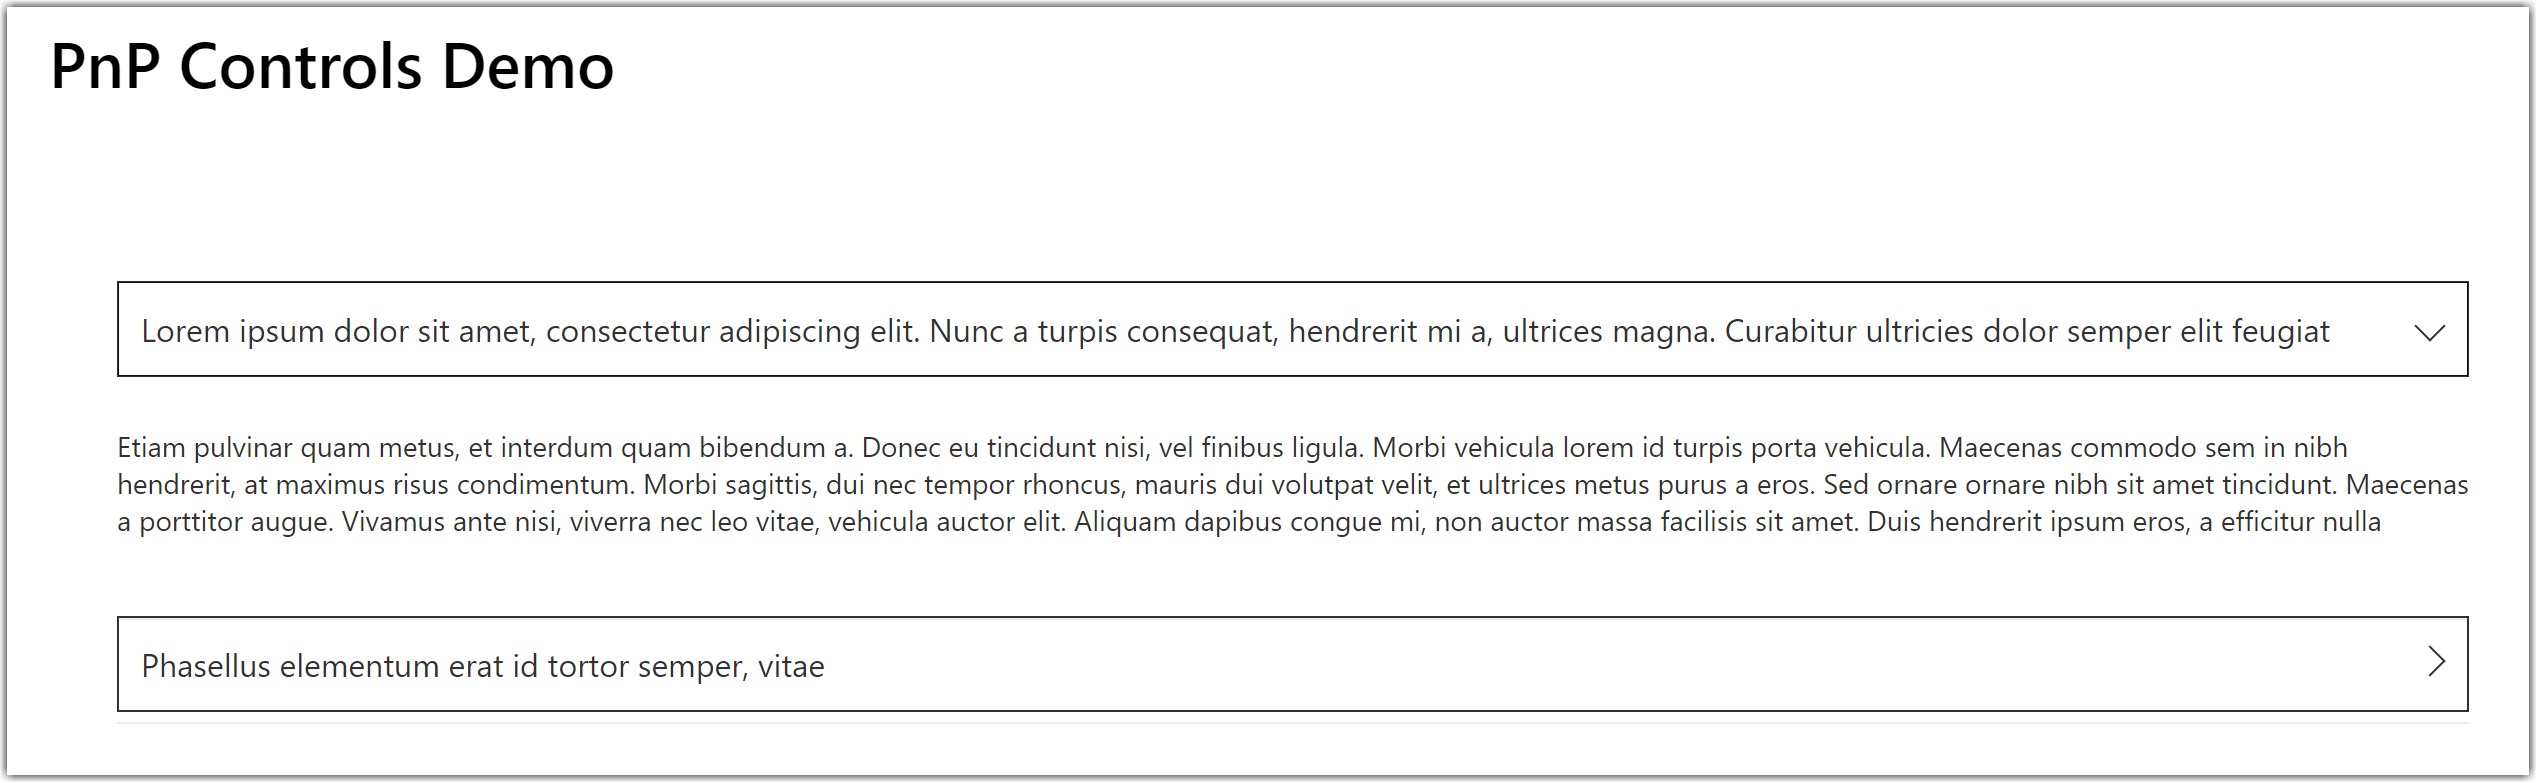 PnP Controls Demo
Lorem ipsum dolor sit amet, consectetur adipiscing elit. Nunc a turpis consequat, hendrerit mi a, ultrices magna. Curabitur ultricies dolor semper elit feugiat
Etiam pulvinar quam metus, et interdum quam bibendum a. Donec eu tincidunt nisi, vel finibus ligula. Morbi vehicula lorem id turpis porta vehicula. Maecenas commodo sem in nibh
hendrerit, at maximus risus condimentum. Morbi sagittis, dui nec tempor rhoncus, mauris dui volutpat velit, et ultrices metus purus a eros. Sed ornare ornare nibh sit amet tincidunt. Maecenas
a porttitor augue. Vivamus ante nisi, viverra nec leo vitae, vehicula auctor elit. Aliquam dapibus congue mi, non auctor massa facilisis sit amet. Duis hendrerit ipsum eros, a efficitur nulla
Phasellus elementum erat id tortor semper, vitae